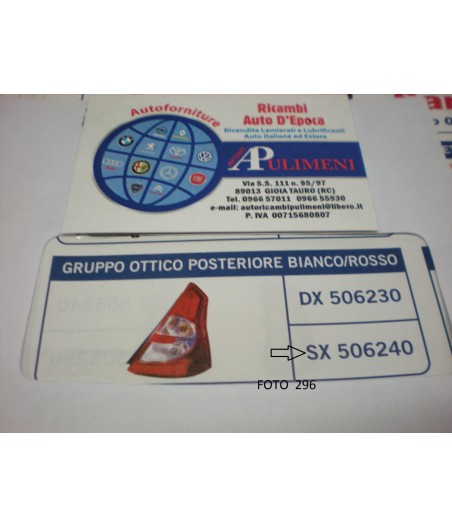 Autoforniture
Ricambi
Auto D'Epoca
Rivendita Lamierati e Lubrificanti
Auto Italiane ed Estere
APULIMENI
Via S.S. 111 n. 95/97
89013 GIOIA TAURO (RC)
Tel. 0966 57011 0966 55930
e-mail: autoricambipulimeni@libero.it
P. IVA 00715680807
GRUPPO OTTICO POSTERIORE BIANCO/ROSSO
DX 506230
SX 506240
FOTO 296